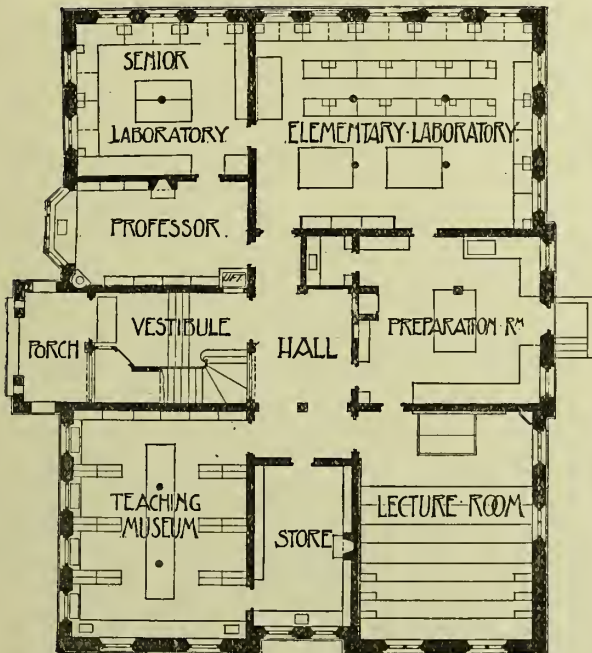 SENIOR
LABORATORY.
ELEMENTARY·LABORATORY.
PROFESSOR.
LIFT
PORCH
VESTIBULE
HALL
PREPARATION·RM
TEACHING
MUSEUM
STORE
LECTURE·ROOM